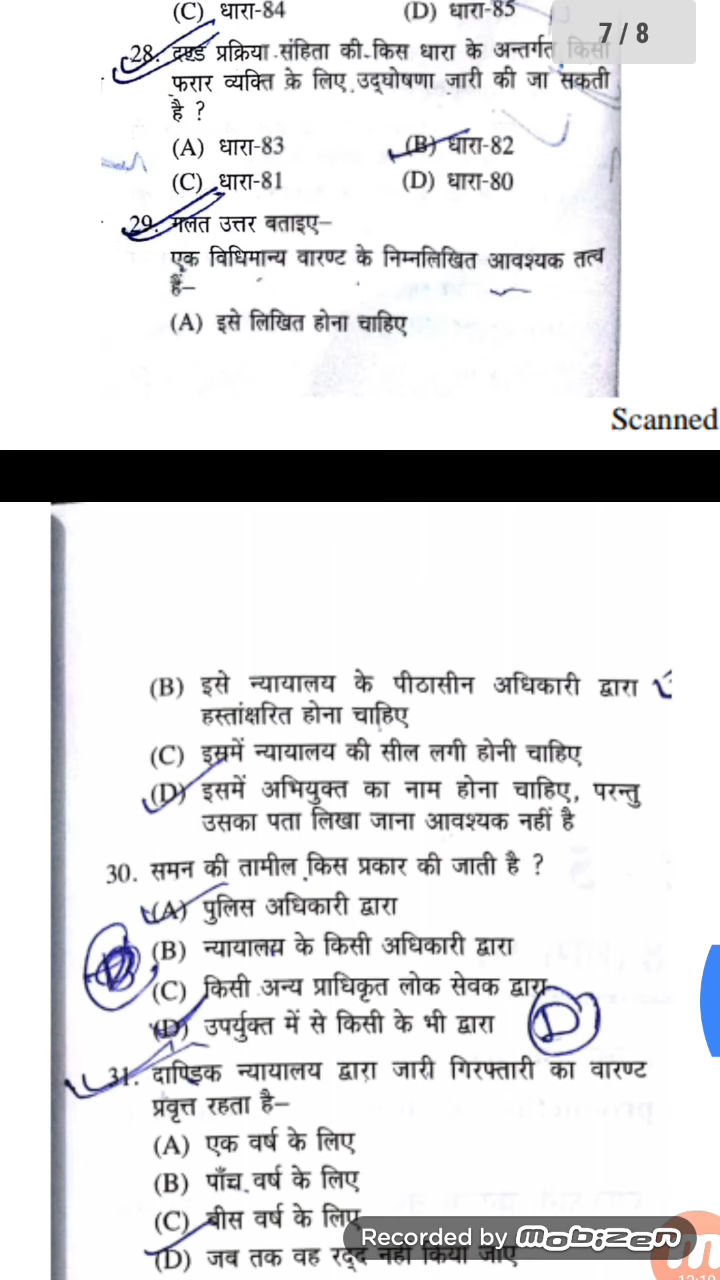 (C) धारा-84 (D) धारा-85
7 / 8
28. दण्ड प्रक्रिया संहिता की किस धारा के अन्तर्गत किसी
फरार व्यक्ति के लिए उद्घोषणा जारी की जा सकती
है ?
(A) धारा-83 (B) धारा-82
(C) धारा-81 (D) धारा-80
29. गलत उत्तर बताइए–
एक विधिमान्य वारण्ट के निम्नलिखित आवश्यक तत्व
हैं–
(A) इसे लिखित होना चाहिए
Scanned
(B) इसे न्यायालय के पीठासीन अधिकारी द्वारा
हस्तांक्षरित होना चाहिए
(C) इसमें न्यायालय की सील लगी होनी चाहिए
(D) इसमें अभियुक्त का नाम होना चाहिए, परन्तु
उसका पता लिखा जाना आवश्यक नहीं है
30. समन की तामील किस प्रकार की जाती है ?
(A) पुलिस अधिकारी द्वारा
(B) न्यायालय के किसी अधिकारी द्वारा
(C) किसी अन्य प्राधिकृत लोक सेवक द्वारा
(D) उपर्युक्त में से किसी के भी द्वारा D
31. दाण्डिक न्यायालय द्वारा जारी गिरफ्तारी का वारण्ट
प्रवृत्त रहता है–
(A) एक वर्ष के लिए
(B) पाँच वर्ष के लिए
(C) बीस वर्ष के लिए
Recorded by mobizen
(D) जब तक वह रद्द नहीं किया जाए